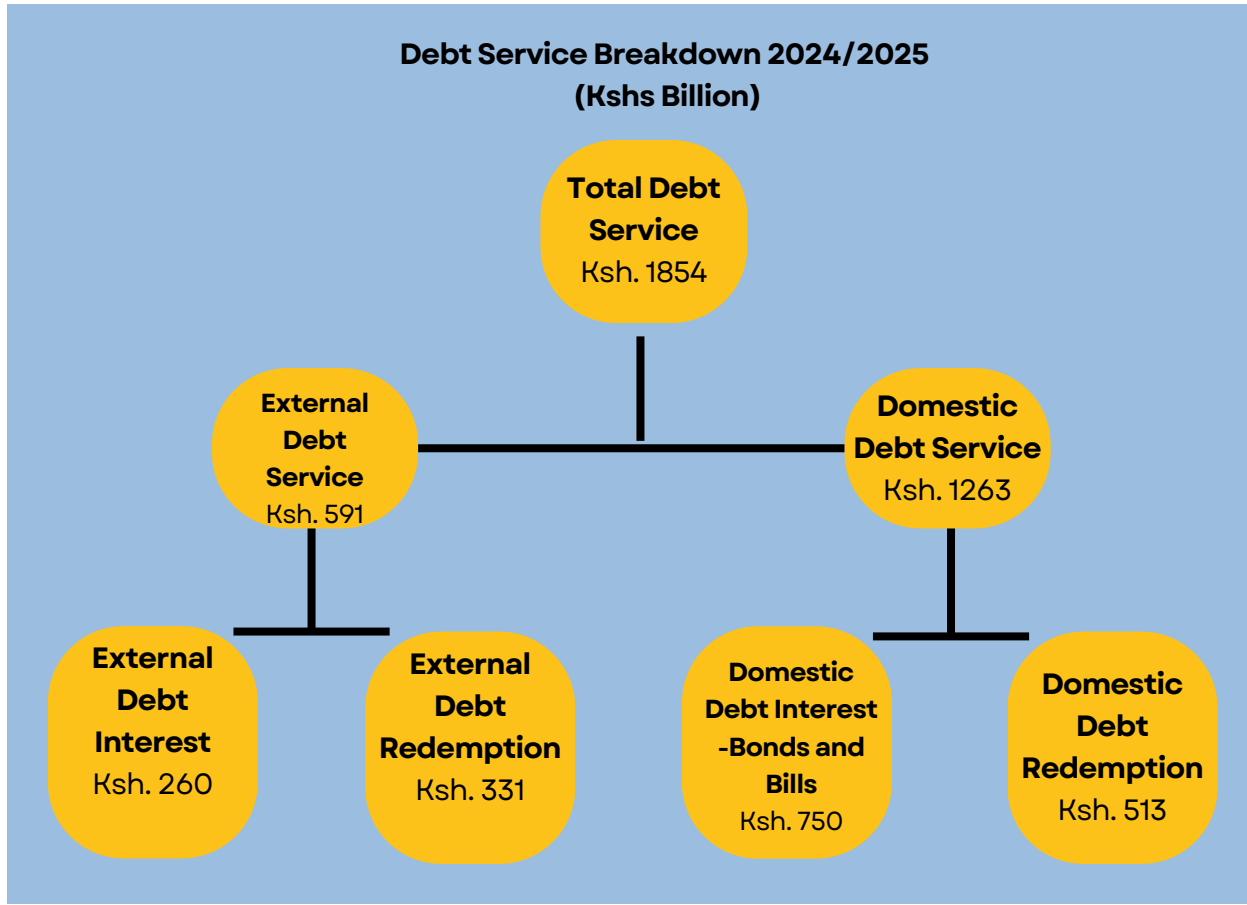 Debt Service Breakdown 2024/2025
(Kshs Billion)
Total Debt
Service
Ksh. 1854
External
Debt
Service
Ksh. 591
Domestic
Debt Service
Ksh. 1263
External
Debt
Interest
Ksh. 260
External
Debt
Redemption
Ksh. 331
Domestic
Debt Interest
-Bonds and
Bills
Ksh. 750
Domestic
Debt
Redemption
Ksh. 513